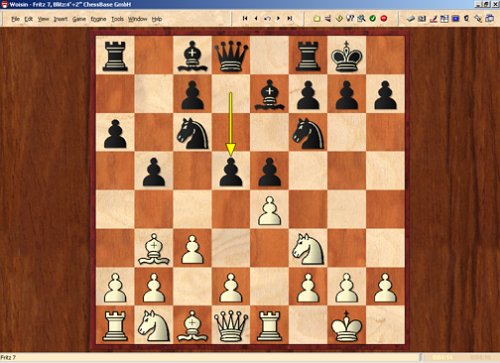 Woisin - Fritz 7, Blitz:4'+2" ChessBase GmbH
File Edit View Insert Game Engine Tools Window Help
Fritz 7